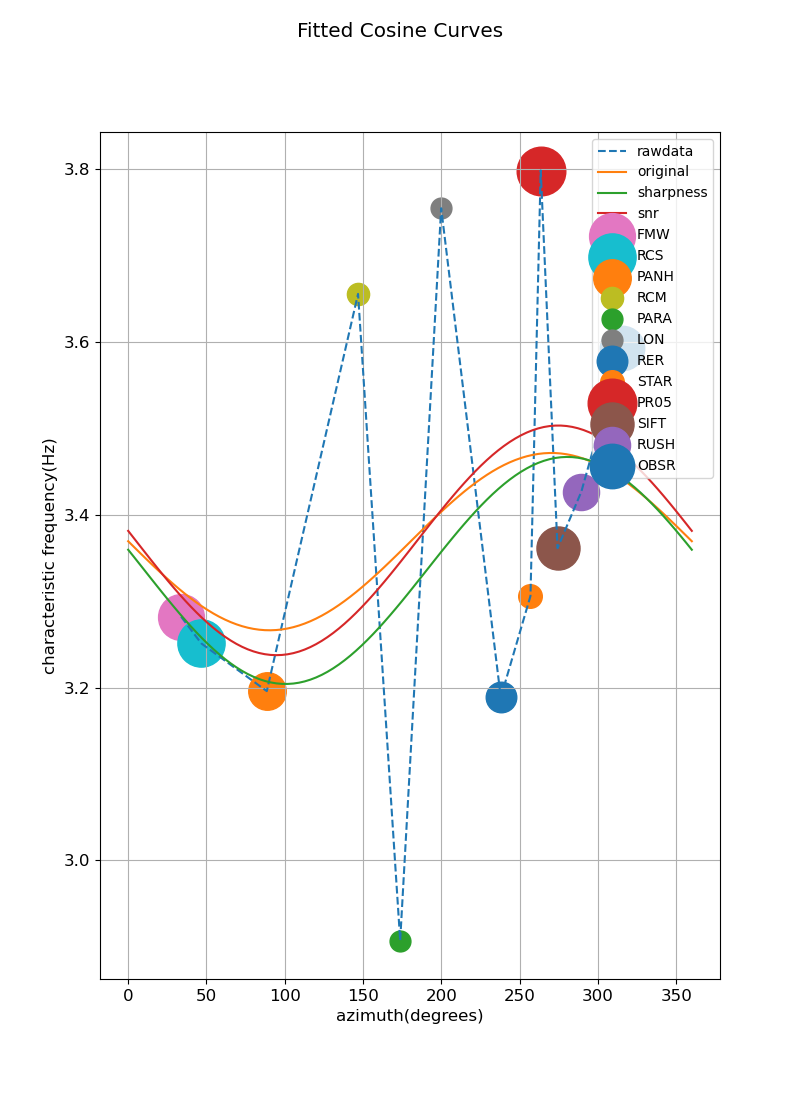 Fitted Cosine Curves
3.8
3.6
3.4
3.2
3.0
characteristic frequency(Hz)
0 50 100 150 200 250 300 350
azimuth(degrees)
rawdata
original
sharpness
snr
FMW
RCS
PANH
RCM
PARA
LON
RER
STAR
PR05
SIFT
RUSH
OBSR